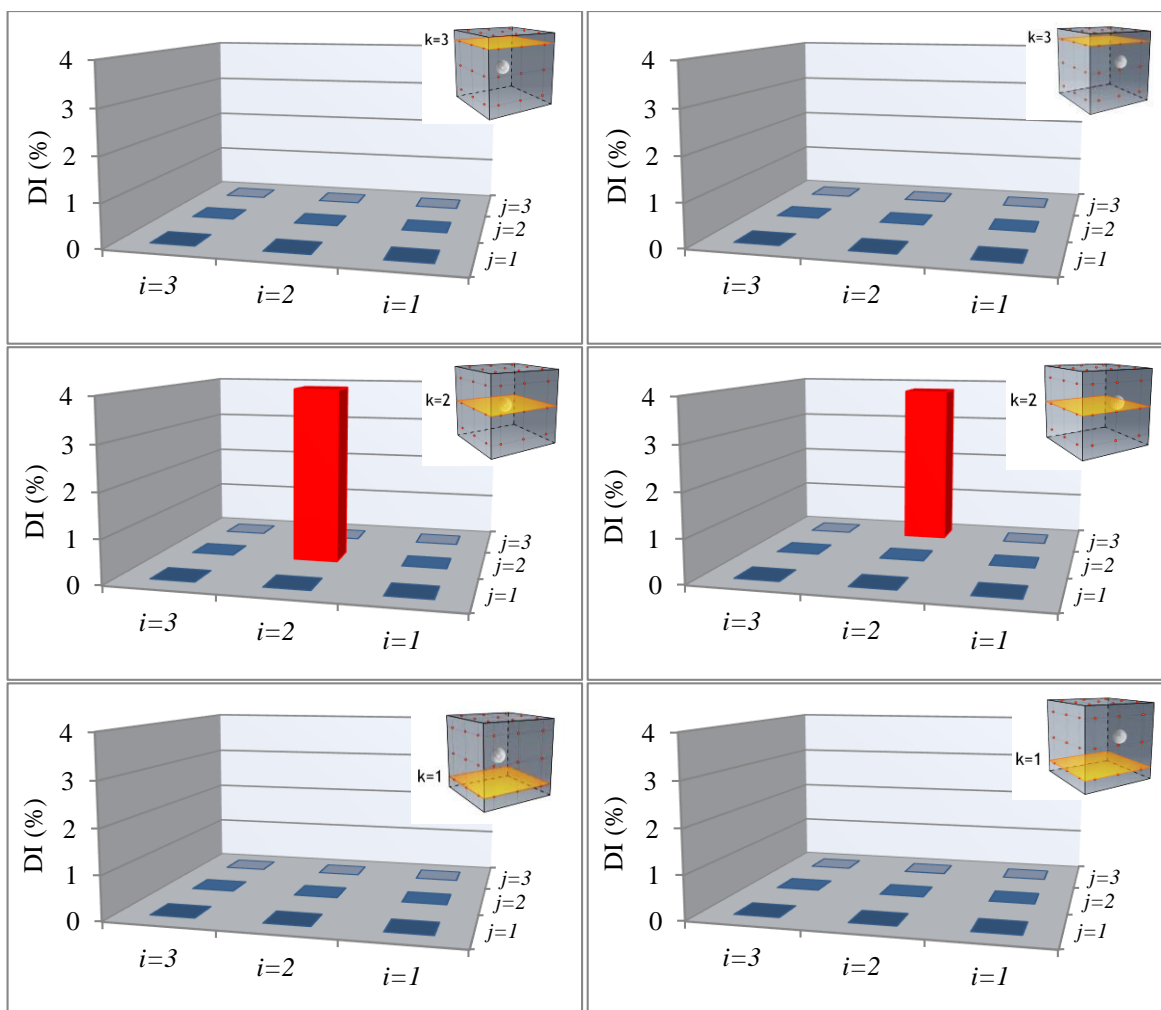 k=3
4
3
2
1
0
DI (%)
j=3
j=2
j=1
i=3
i=2
i=1
k=3
4
3
2
1
0
DI (%)
j=3
j=2
j=1
i=3
i=2
i=1
k=2
4
3
2
1
0
DI (%)
j=3
j=2
j=1
i=3
i=2
i=1
k=2
4
3
2
1
0
DI (%)
j=3
j=2
j=1
i=3
i=2
i=1
k=1
4
3
2
1
0
DI (%)
j=3
j=2
j=1
i=3
i=2
i=1
k=1
4
3
2
1
0
DI (%)
j=3
j=2
j=1
i=3
i=2
i=1